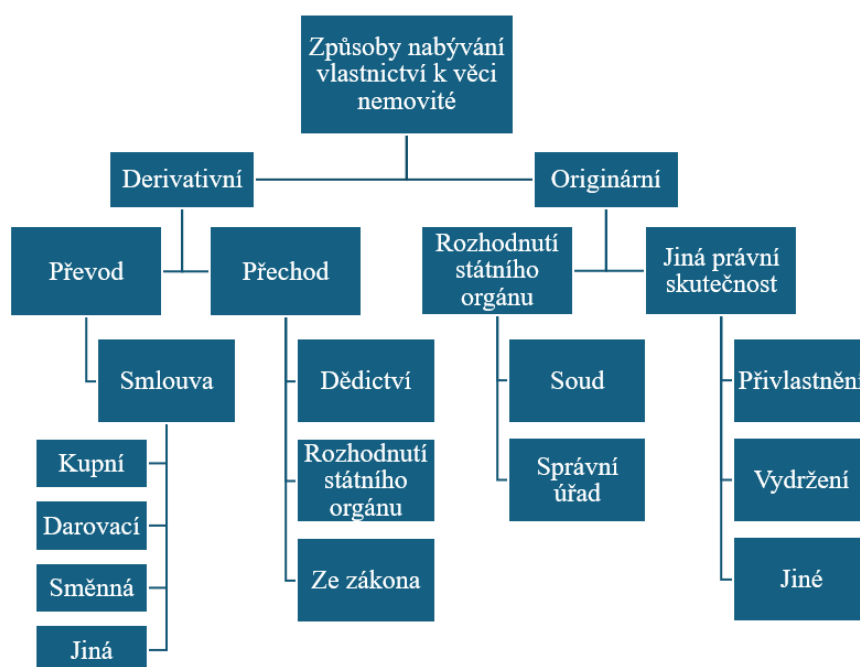 Způsoby nabývání
vlastnictví k věci
nemovité
Derivativní
Originární
Převod
Přechod
Rozhodnutí
státního
orgánu
Jiná právní
skutečnost
Smlouva
Dědictví
Soud
Přivlastnění
Kupní
Rozhodnutí
státního
orgánu
Správní
úřad
Vydržení
Darovací
Směnná
Ze zákona
Jiné
Jiná